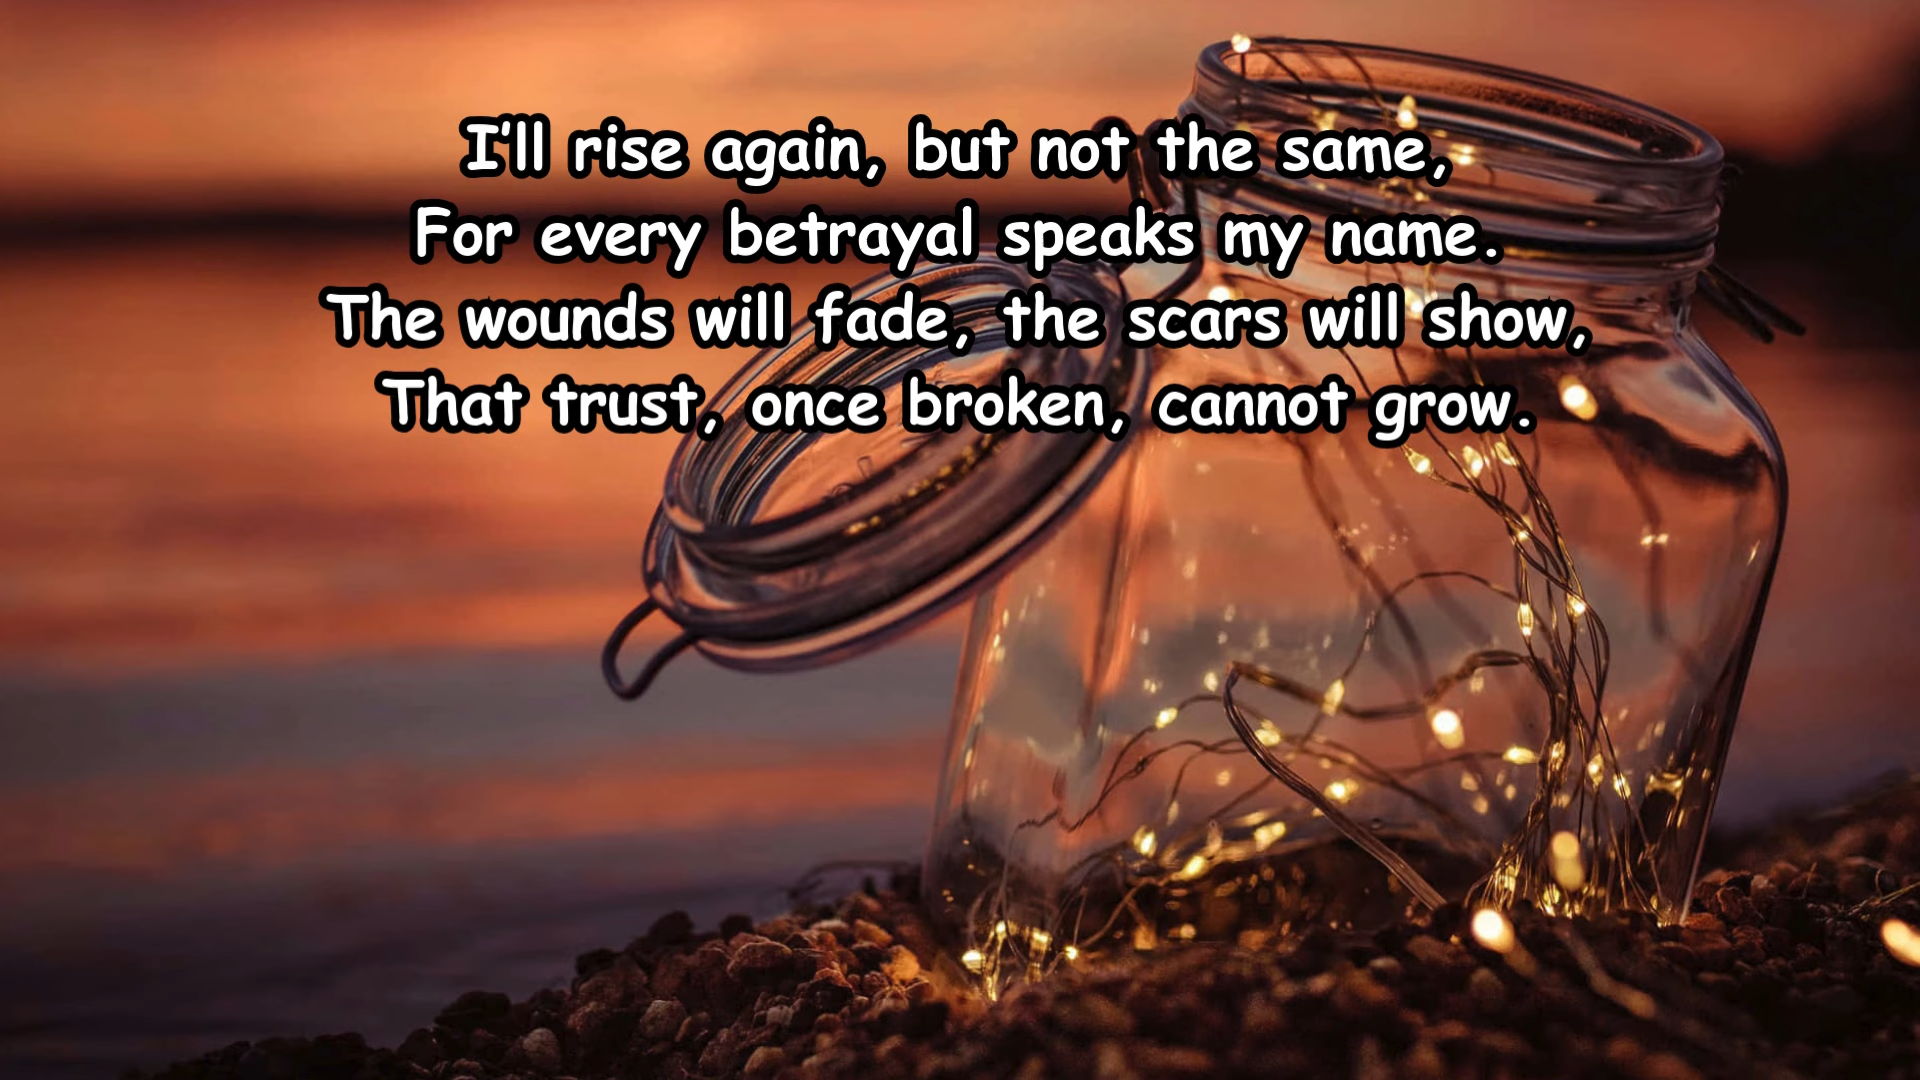 I'll rise again, but not the same,
For every betrayal speaks my name.
The wounds will fade, the scars will show,
That trust, once broken, cannot grow.